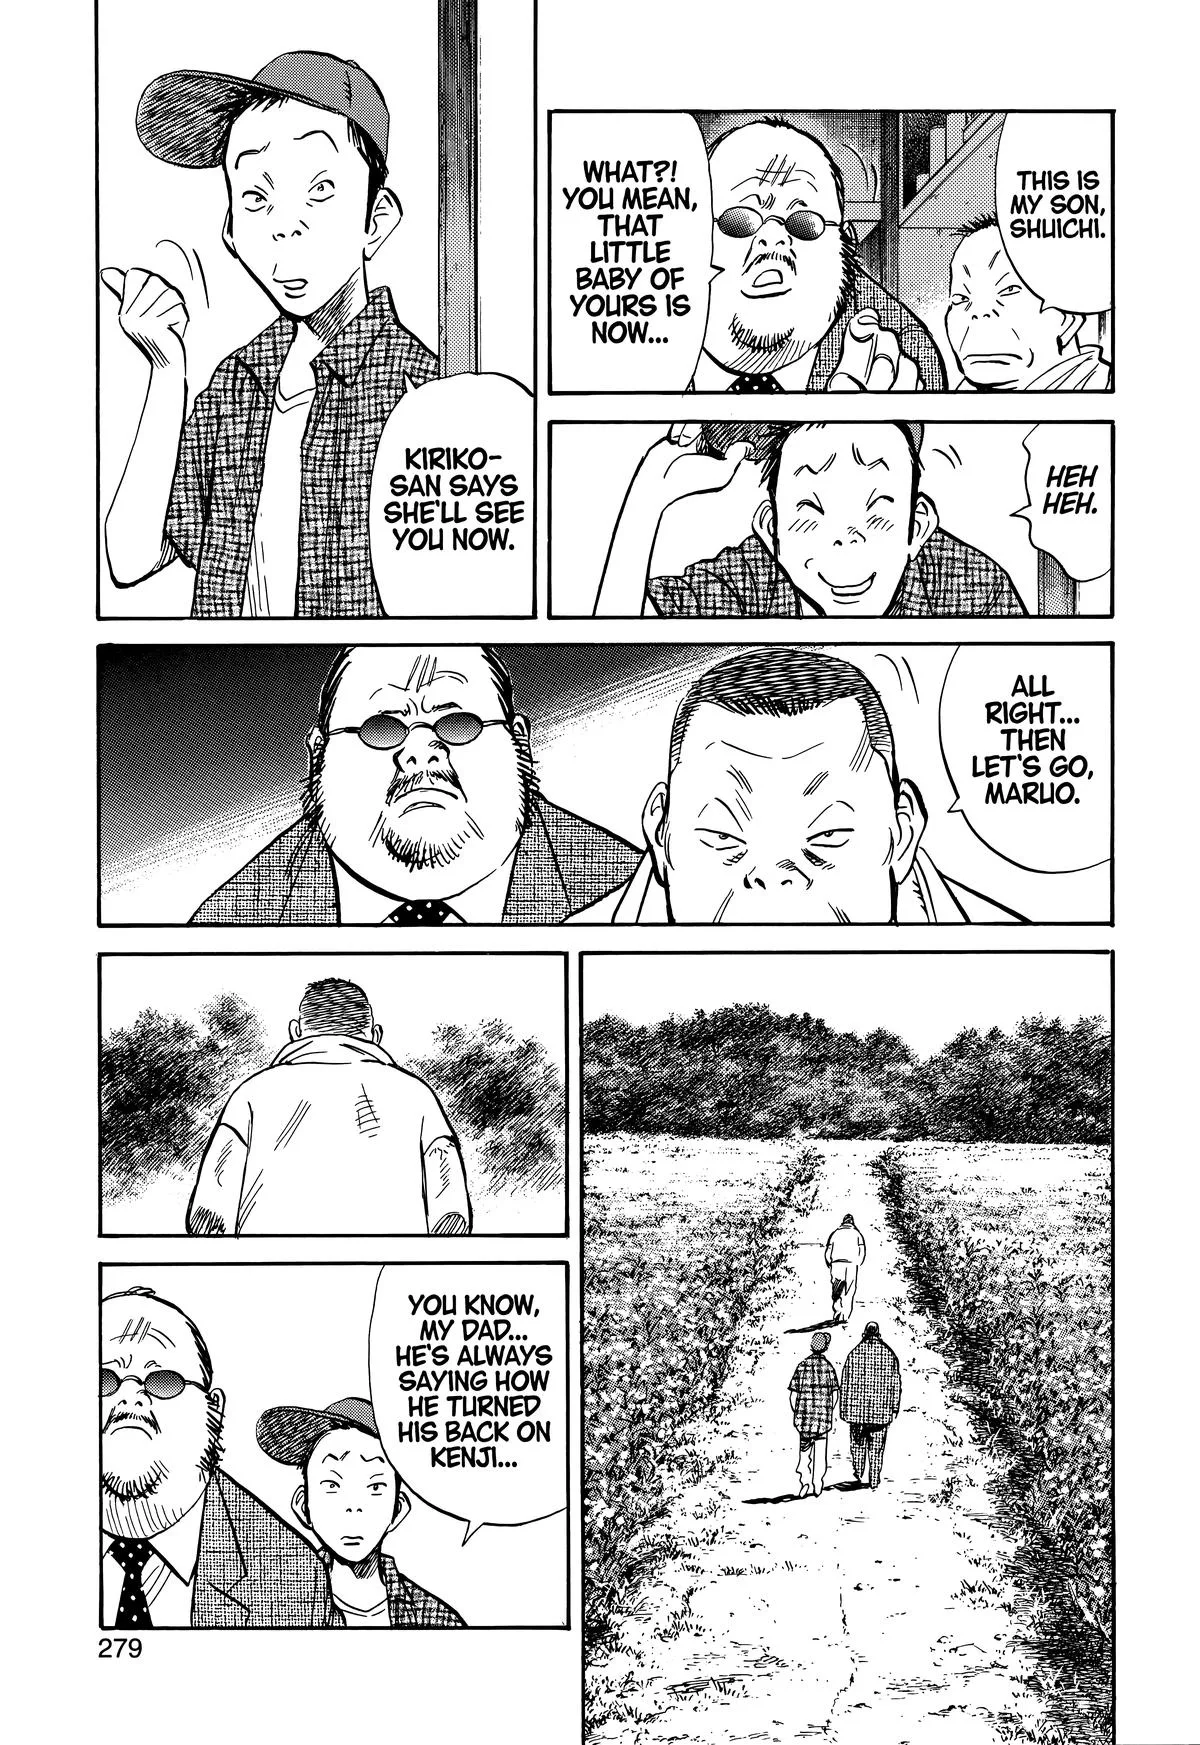 THIS IS
MY SON,
SHUICHI.
WHAT?!
YOU MEAN,
THAT
LITTLE
BABY OF
YOURS IS
NOW...
KIRIKO-
SAN SAYS
SHE'LL SEE
YOU NOW.
HEH
HEH.
ALL
RIGHT...
THEN
LET'S GO,
MARUO.
YOU KNOW,
MY DAD...
HE'S ALWAYS
SAYING HOW
HE TURNED
HIS BACK ON
KENJI...
279